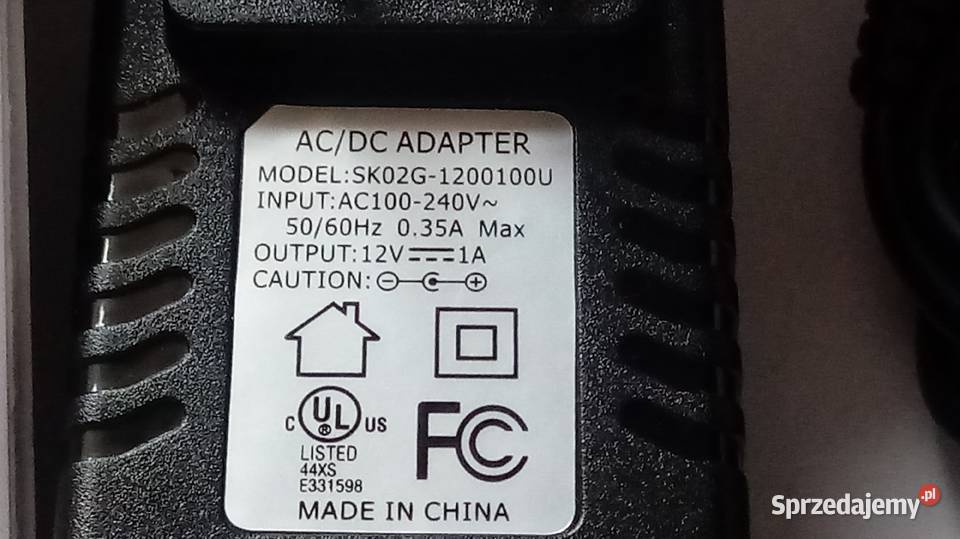 AC/DC ADAPTER
MODEL:SK02G-1200100U
INPUT:AC100-240V~
50/60Hz 0.35A Max
OUTPUT:12V⎓1A
CAUTION:
C UL® US
LISTED
44XS
E331598
FC
MADE IN CHINA
Sprzedajemy.pl